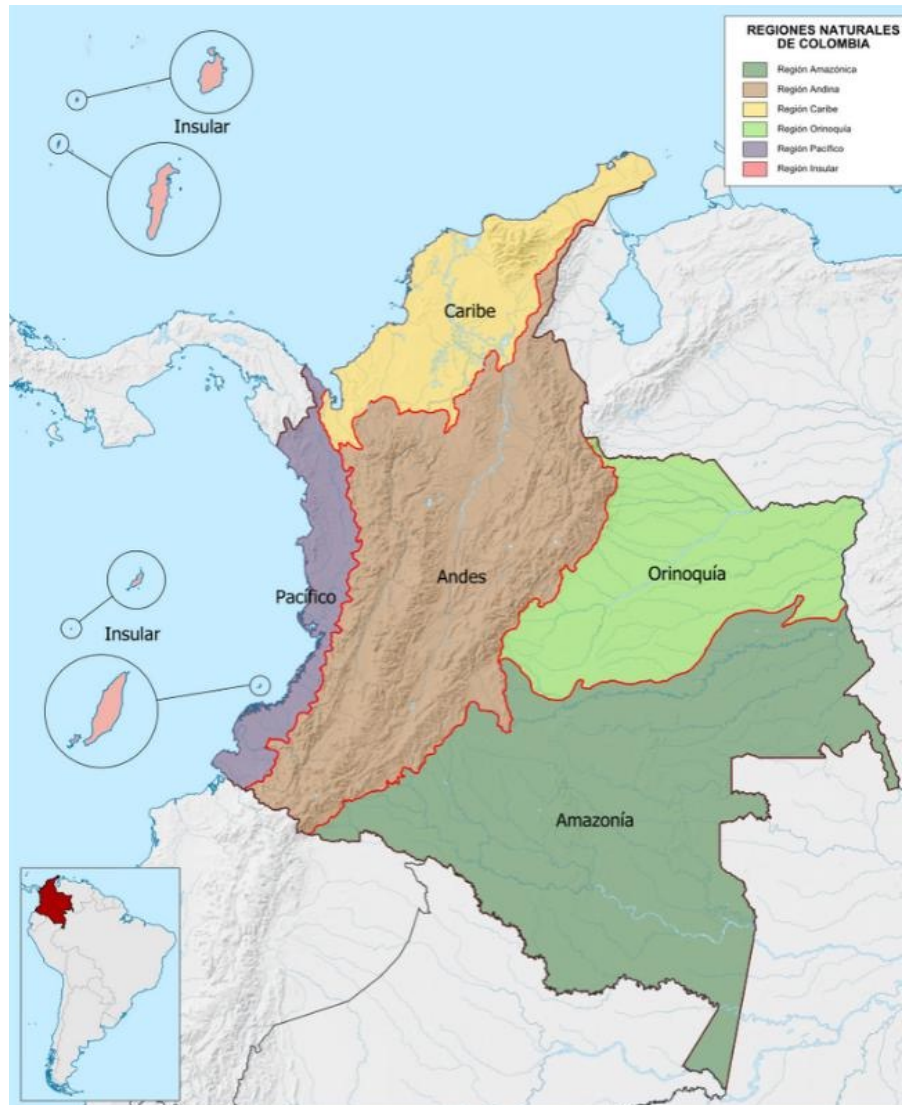 REGIONES NATURALES
DE COLOMBIA
Región Amazónica
Región Andina
Región Caribe
Región Orinoquía
Región Pacífico
Región Insular
Insular
Caribe
Andes
Orinoquía
Pacífico
Insular
Amazonía